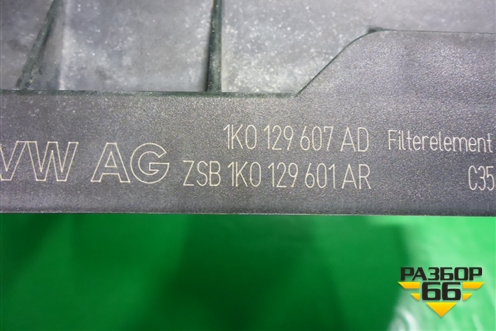 1K0 129 607 AD Filterelement
VW AG ZSB 1K0 129 601 AR C35
РАЗБОР
66